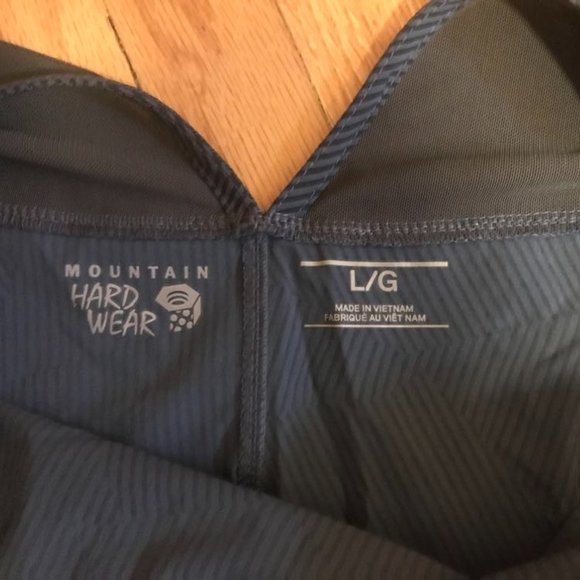 MOUNTAIN
HARD
WEAR
L/G
MADE IN VIETNAM
FABRIQUÉ AU VIÊT NAM